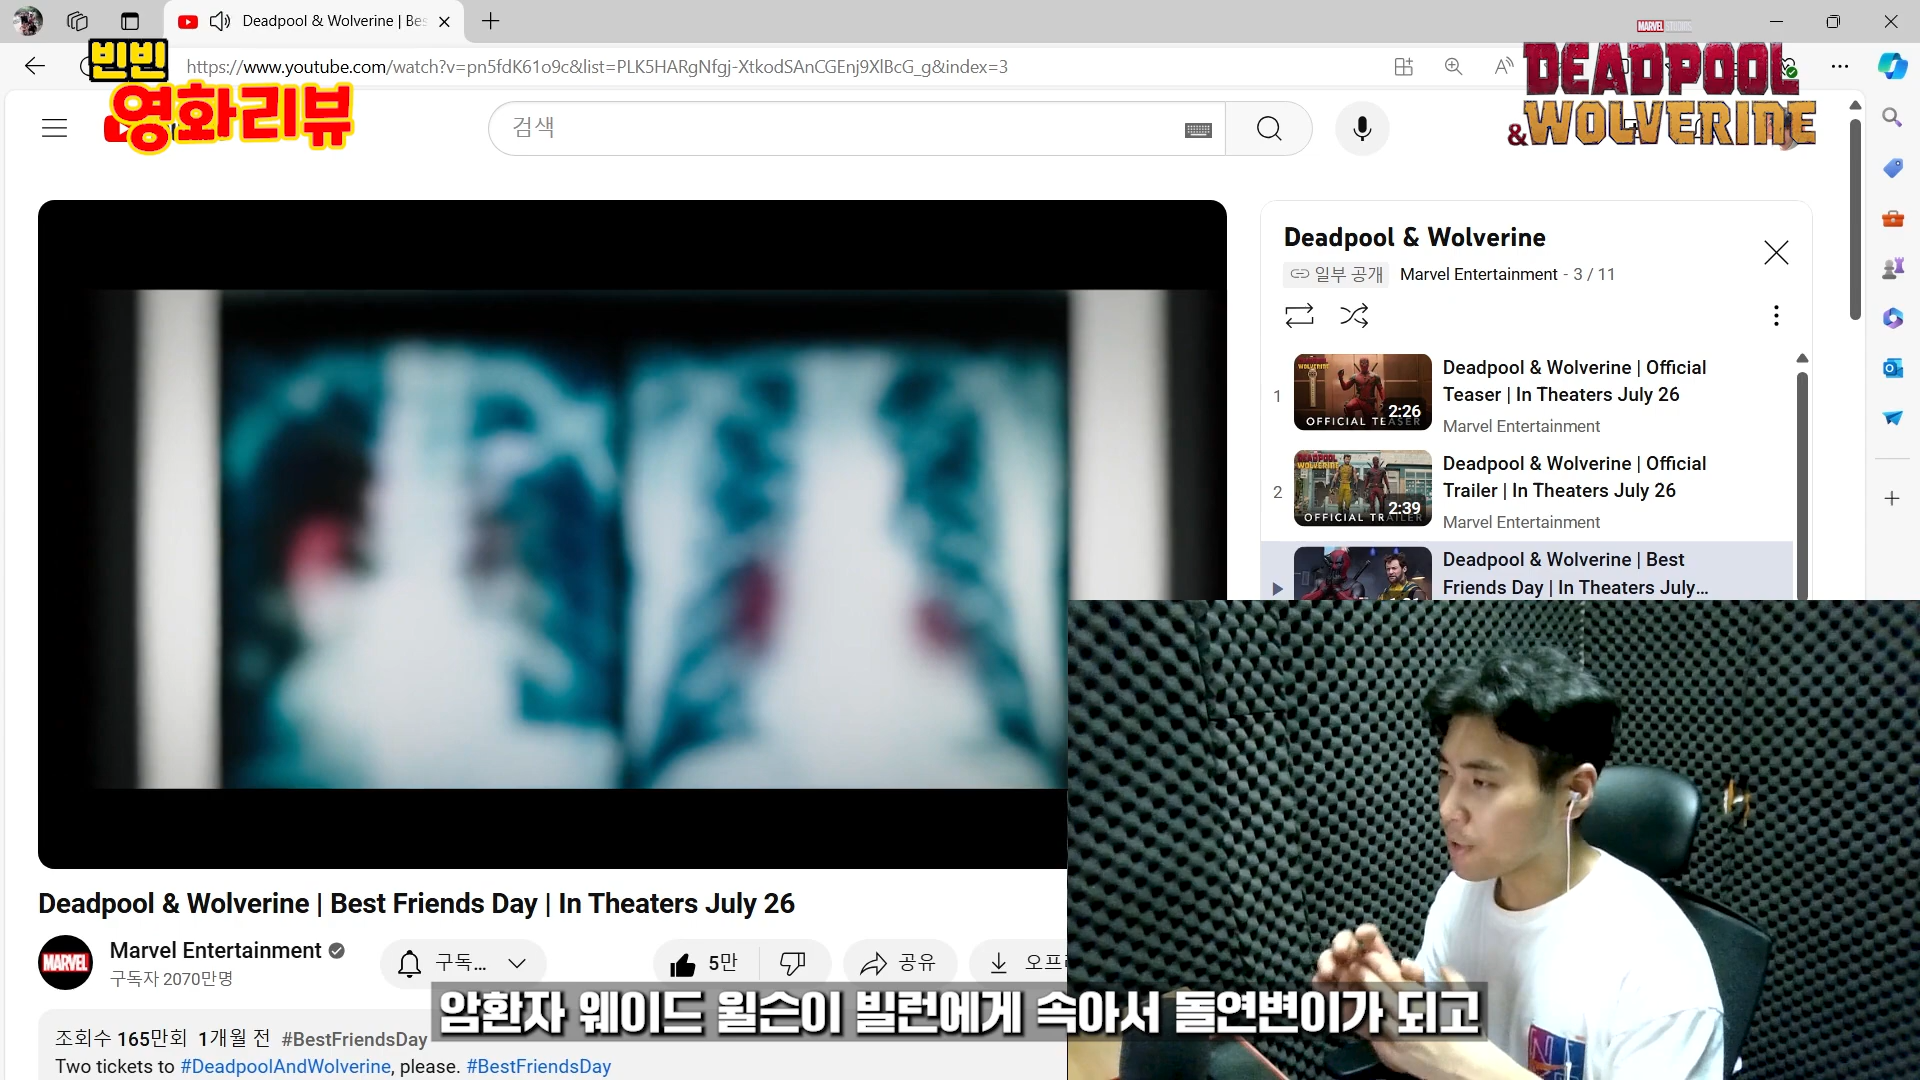 Deadpool & Wolverine | Bes
https://www.youtube.com/watch?v=pn5fdK61o9c&list=PLK5HARgNfgj-XtkodSAnCGEnj9XlBcG_g&index=3
빈빈
영화리뷰
검색
MARVEL STUDIOS
DEADPOOL
&WOLVERINE
Deadpool & Wolverine
일부 공개 Marvel Entertainment - 3 / 11
1
WOLVERINE
OFFICIAL TEASER
2:26
Deadpool & Wolverine | Official
Teaser | In Theaters July 26
Marvel Entertainment
2
DEADPOOL
WOLVERINE
OFFICIAL TRAILER
2:39
Deadpool & Wolverine | Official
Trailer | In Theaters July 26
Marvel Entertainment
Deadpool & Wolverine | Best
Friends Day | In Theaters July...
Deadpool & Wolverine | Best Friends Day | In Theaters July 26
MARVEL
Marvel Entertainment
구독자 2070만명
구독...
5만
공유
암환자 웨이드 윌슨이 빌런에게 속아서 돌연변이가 되고
조회수 165만회 1개월 전 #BestFriendsDay
Two tickets to #DeadpoolAndWolverine, please. #BestFriendsDay